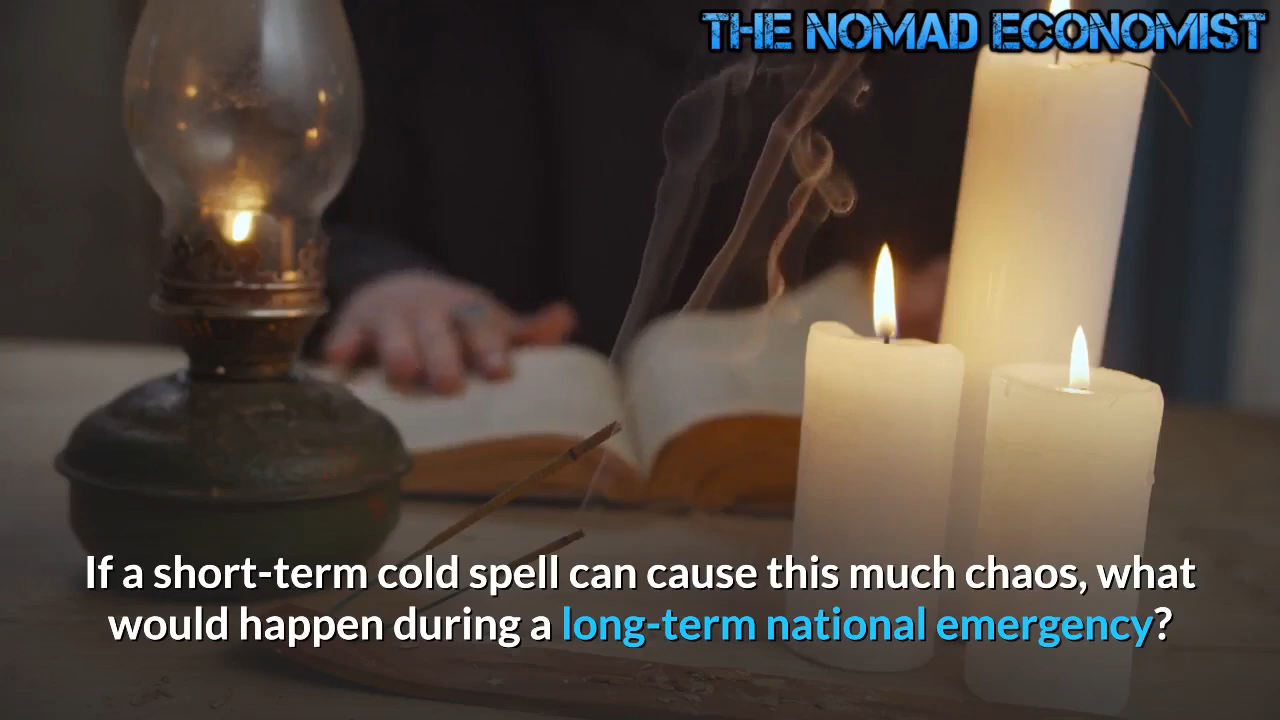 THE NOMAD ECONOMIST
If a short-term cold spell can cause this much chaos, what
would happen during a long-term national emergency?